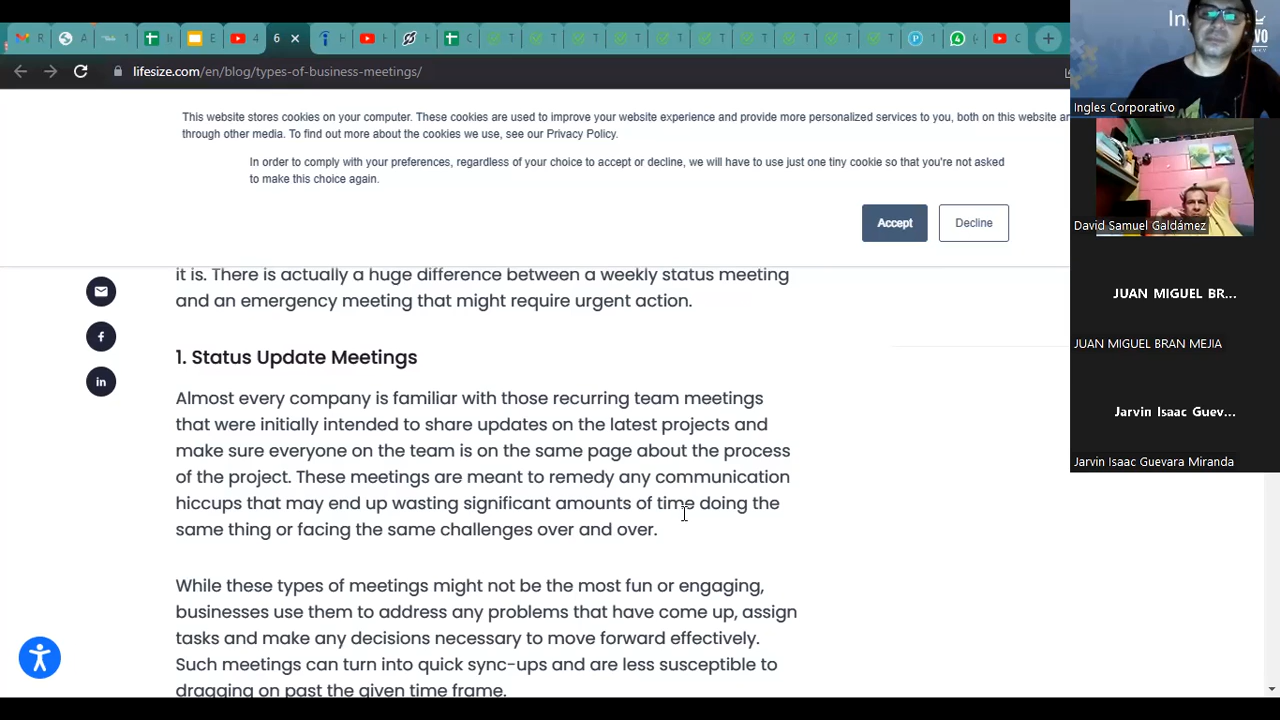 6
lifesize.com/en/blog/types-of-business-meetings/
This website stores cookies on your computer. These cookies are used to improve your website experience and provide more personalized services to you, both on this website an
through other media. To find out more about the cookies we use, see our Privacy Policy.
In order to comply with your preferences, regardless of your choice to accept or decline, we will have to use just one tiny cookie so that you're not asked
to make this choice again.
Accept
Decline
it is. There is actually a huge difference between a weekly status meeting
and an emergency meeting that might require urgent action.
1. Status Update Meetings
Almost every company is familiar with those recurring team meetings
that were initially intended to share updates on the latest projects and
make sure everyone on the team is on the same page about the process
of the project. These meetings are meant to remedy any communication
hiccups that may end up wasting significant amounts of time doing the
same thing or facing the same challenges over and over.
While these types of meetings might not be the most fun or engaging,
businesses use them to address any problems that have come up, assign
tasks and make any decisions necessary to move forward effectively.
Such meetings can turn into quick sync-ups and are less susceptible to
dragging on past the given time frame.
Ingles Corporativo
David Samuel Galdámez
JUAN MIGUEL BR...
JUAN MIGUEL BRAN MEJIA
Jarvin Isaac Guev...
Jarvin Isaac Guevara Miranda